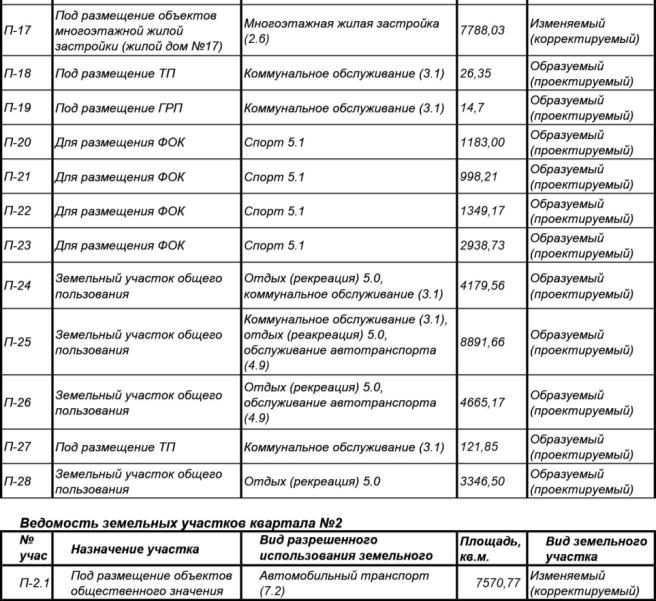 П-17 Под размещение объектов многоэтажной жилой застройки (жилой дом №17) Многоэтажная жилая застройка (2.6) 7788,03 Изменяемый (корректируемый)
П-18 Под размещение ТП Коммунальное обслуживание (3.1) 26,35 Образуемый (проектируемый)
П-19 Под размещение ГРП Коммунальное обслуживание (3.1) 14,7 Образуемый (проектируемый)
П-20 Для размещения ФОК Спорт 5.1 1183,00 Образуемый (проектируемый)
П-21 Для размещения ФОК Спорт 5.1 998,21 Образуемый (проектируемый)
П-22 Для размещения ФОК Спорт 5.1 1349,17 Образуемый (проектируемый)
П-23 Для размещения ФОК Спорт 5.1 2938,73 Образуемый (проектируемый)
П-24 Земельный участок общего пользования Отдых (рекреация) 5.0, коммунальное обслуживание (3.1) 4179,56 Образуемый (проектируемый)
П-25 Земельный участок общего пользования Коммунальное обслуживание (3.1), отдых (реакреация) 5.0, обслуживание автотранспорта (4.9) 8891,66 Образуемый (проектируемый)
П-26 Земельный участок общего пользования Отдых (рекреация) 5.0, обслуживание автотранспорта (4.9) 4665,17 Образуемый (проектируемый)
П-27 Под размещение ТП Коммунальное обслуживание (3.1) 121,85 Образуемый (проектируемый)
П-28 Земельный участок общего пользования Отдых (рекреация) 5.0 3346,50 Образуемый (проектируемый)
Ведомость земельных участков квартала №2
№ учас Назначение участка Вид разрешенного использования земельного Площадь, кв.м. Вид земельного участка
П-2.1 Под размещение объектов общественного значения Автомобильный транспорт (7.2) 7570,77 Изменяемый (корректируемый)